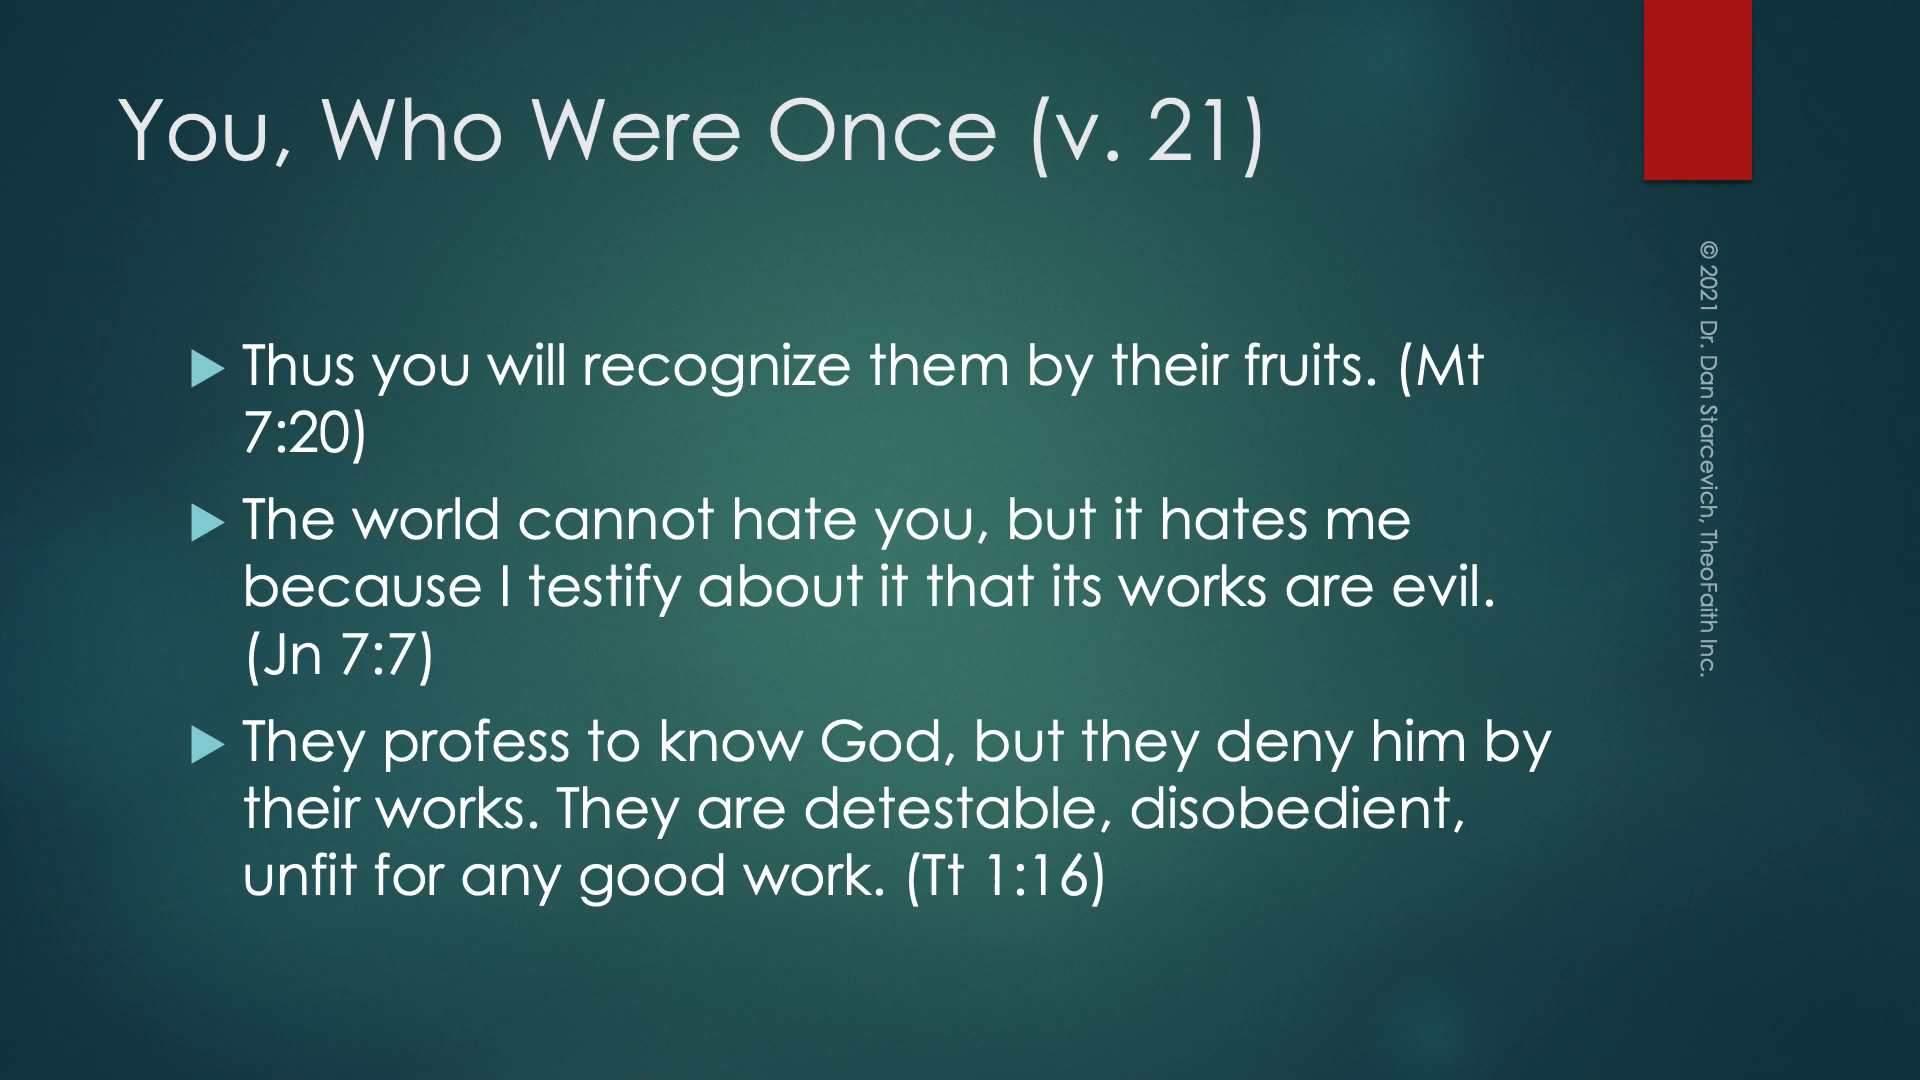 You, Who Were Once (v. 21)
Thus you will recognize them by their fruits. (Mt
7:20)
The world cannot hate you, but it hates me
because I testify about it that its works are evil.
(Jn 7:7)
They profess to know God, but they deny him by
their works. They are detestable, disobedient,
unfit for any good work. (Tt 1:16)
© 2021 Dr. Dan Starcevich, TheoFaith Inc.